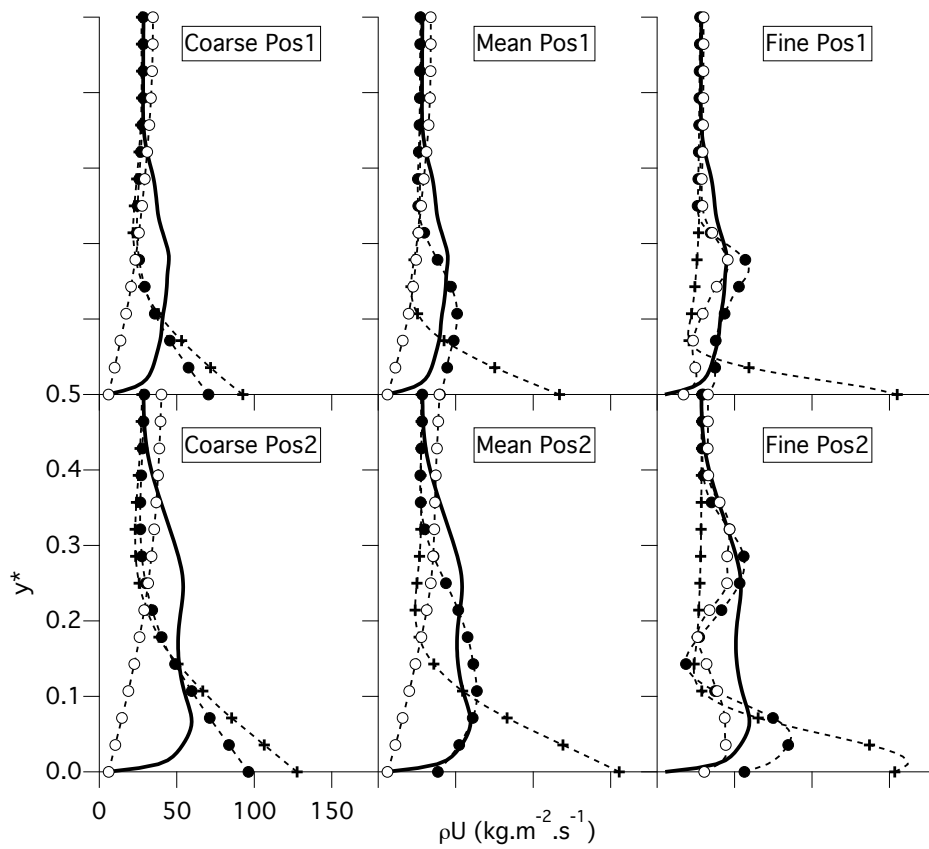 Coarse Pos1
Mean Pos1
Fine Pos1
0.5
Coarse Pos2
Mean Pos2
Fine Pos2
0.4
0.3
y*
0.2
0.1
0.0
0 50 100 150
ρU (kg.m⁻².s⁻¹)